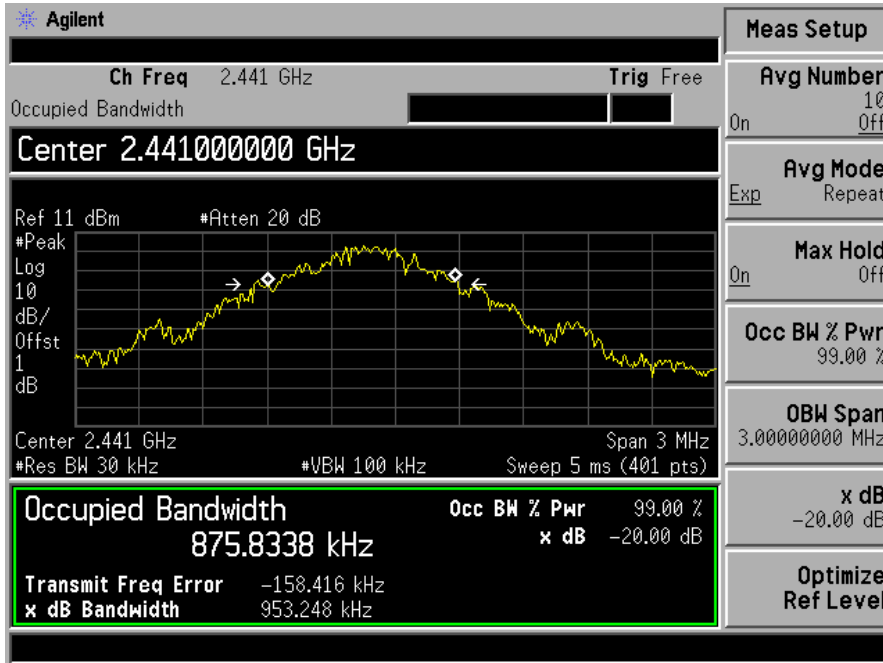 Agilent
Meas Setup
Ch Freq 2.441 GHz Trig Free
Occupied Bandwidth
Avg Number
10
On Off
Center 2.441000000 GHz
Avg Mode
Exp Repeat
Ref 11 dBm #Atten 20 dB
#Peak
Log
10
dB/
Offst
1
dB
Max Hold
On Off
Occ BW % Pwr
99.00 %
Center 2.441 GHz Span 3 MHz
#Res BW 30 kHz #VBW 100 kHz Sweep 5 ms (401 pts)
OBW Span
3.00000000 MHz
Occupied Bandwidth Occ BW % Pwr 99.00 %
875.8338 kHz x dB -20.00 dB
x dB
-20.00 dB
Transmit Freq Error -158.416 kHz
x dB Bandwidth 953.248 kHz
Optimize
Ref Level